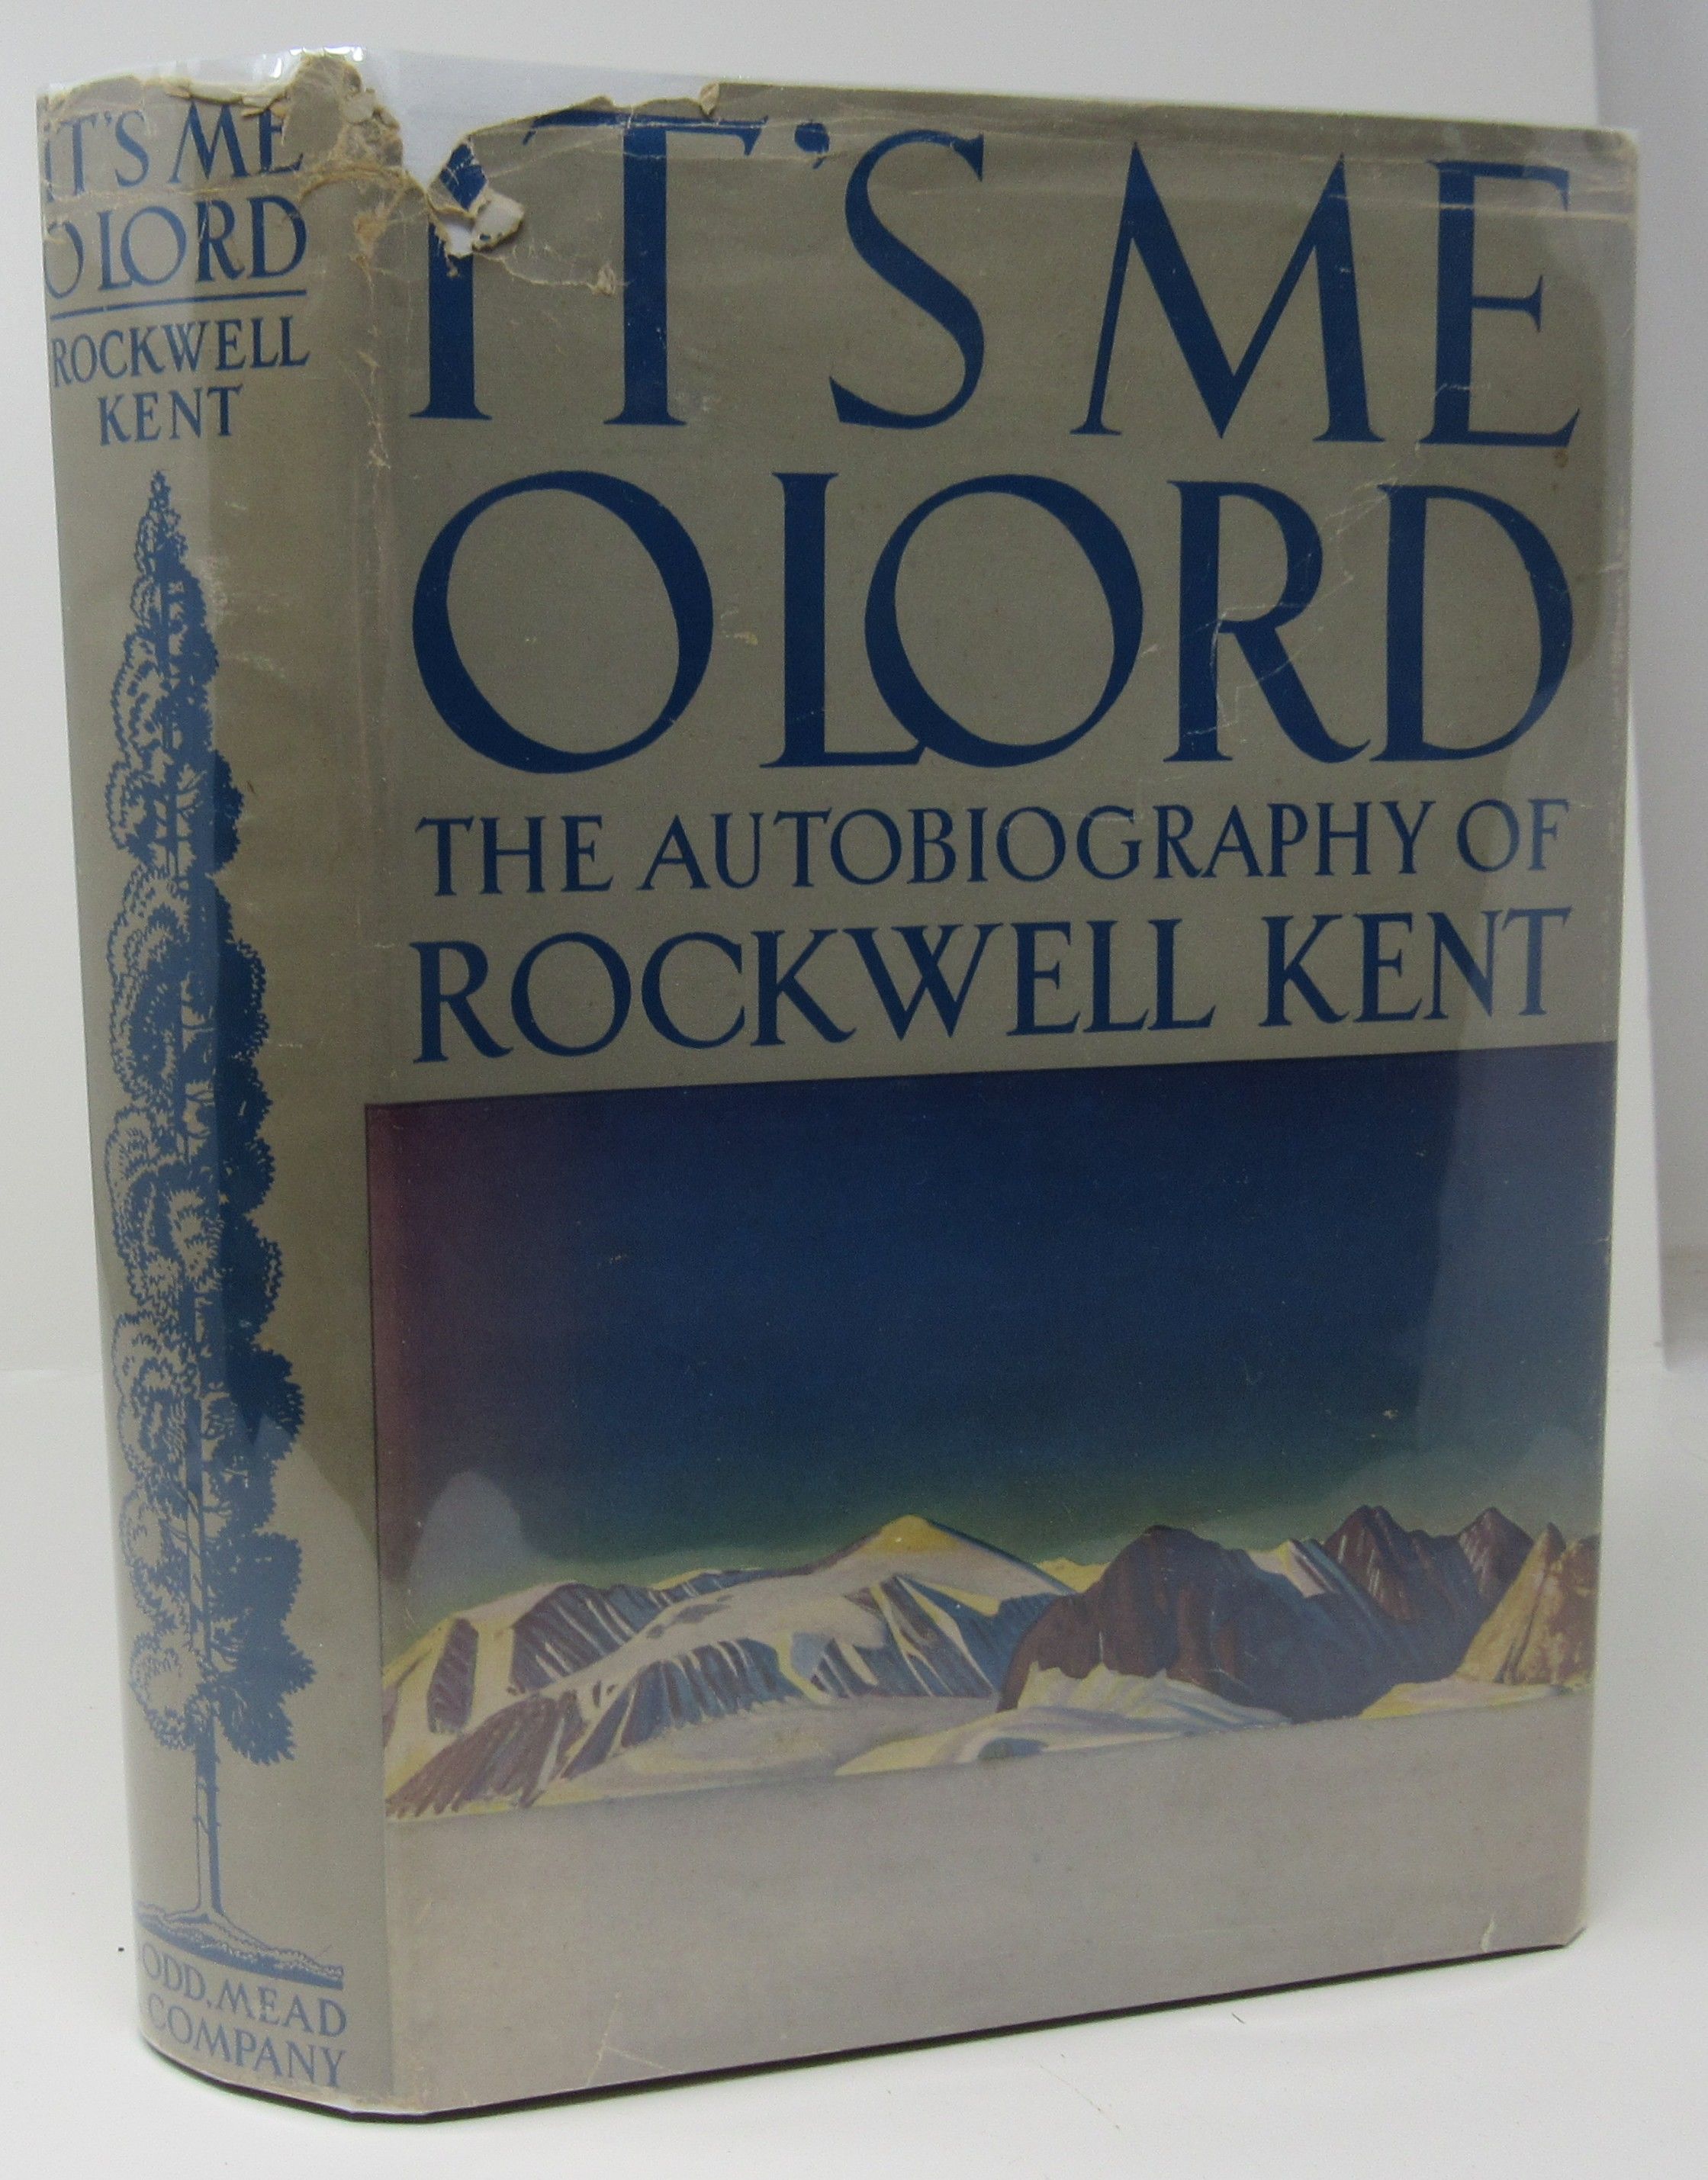 IT'S ME
O LORD
ROCKWELL
KENT
ODD, MEAD
COMPANY
IT'S ME
O LORD
THE AUTOBIOGRAPHY OF
ROCKWELL KENT